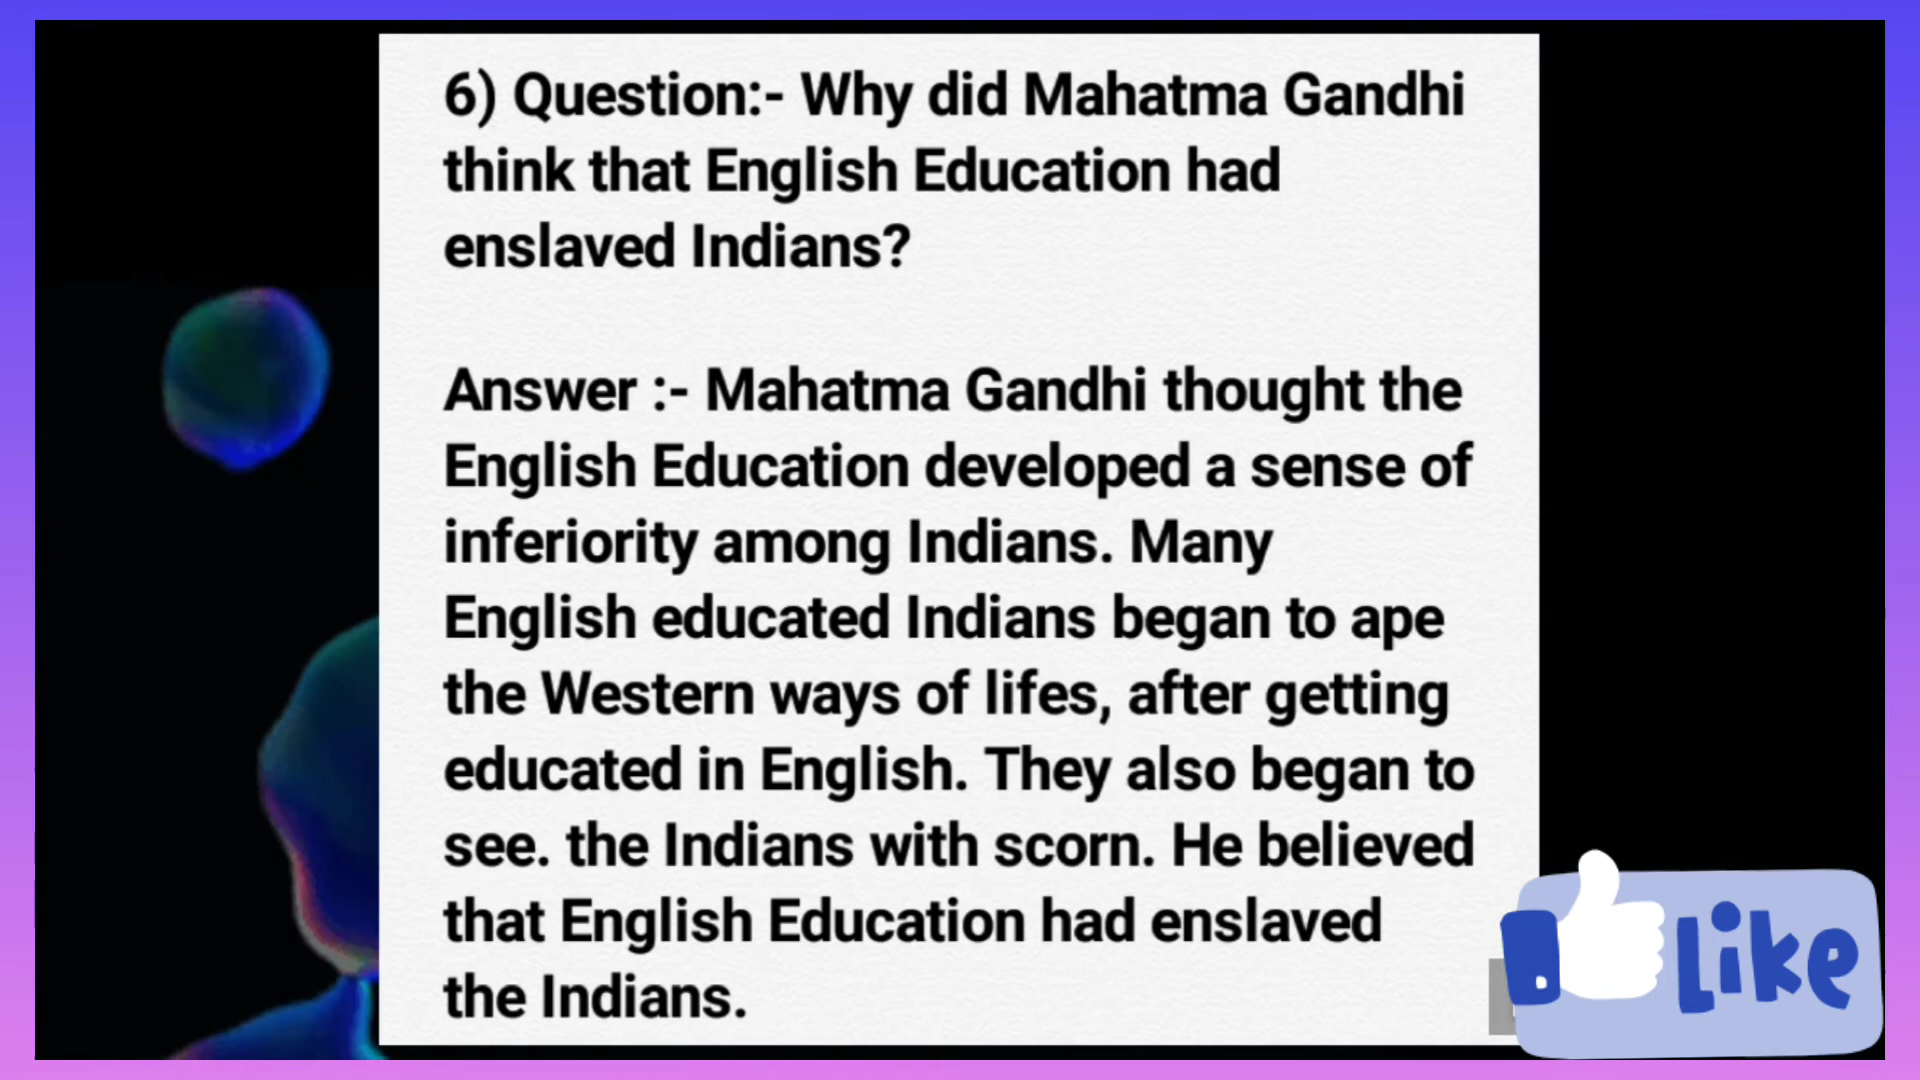 6) Question:- Why did Mahatma Gandhi
think that English Education had
enslaved Indians?
Answer :- Mahatma Gandhi thought the
English Education developed a sense of
inferiority among Indians. Many
English educated Indians began to ape
the Western ways of lifes, after getting
educated in English. They also began to
see. the Indians with scorn. He believed
that English Education had enslaved
the Indians.
Like